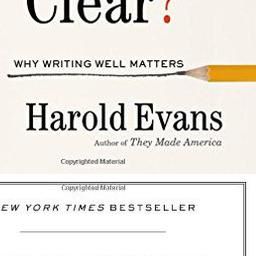 Clear?
WHY WRITING WELL MATTERS
Harold Evans
Author of They Made America
Copyrighted Material
Copyrighted Material
EW YORK TIMES BESTSELLER